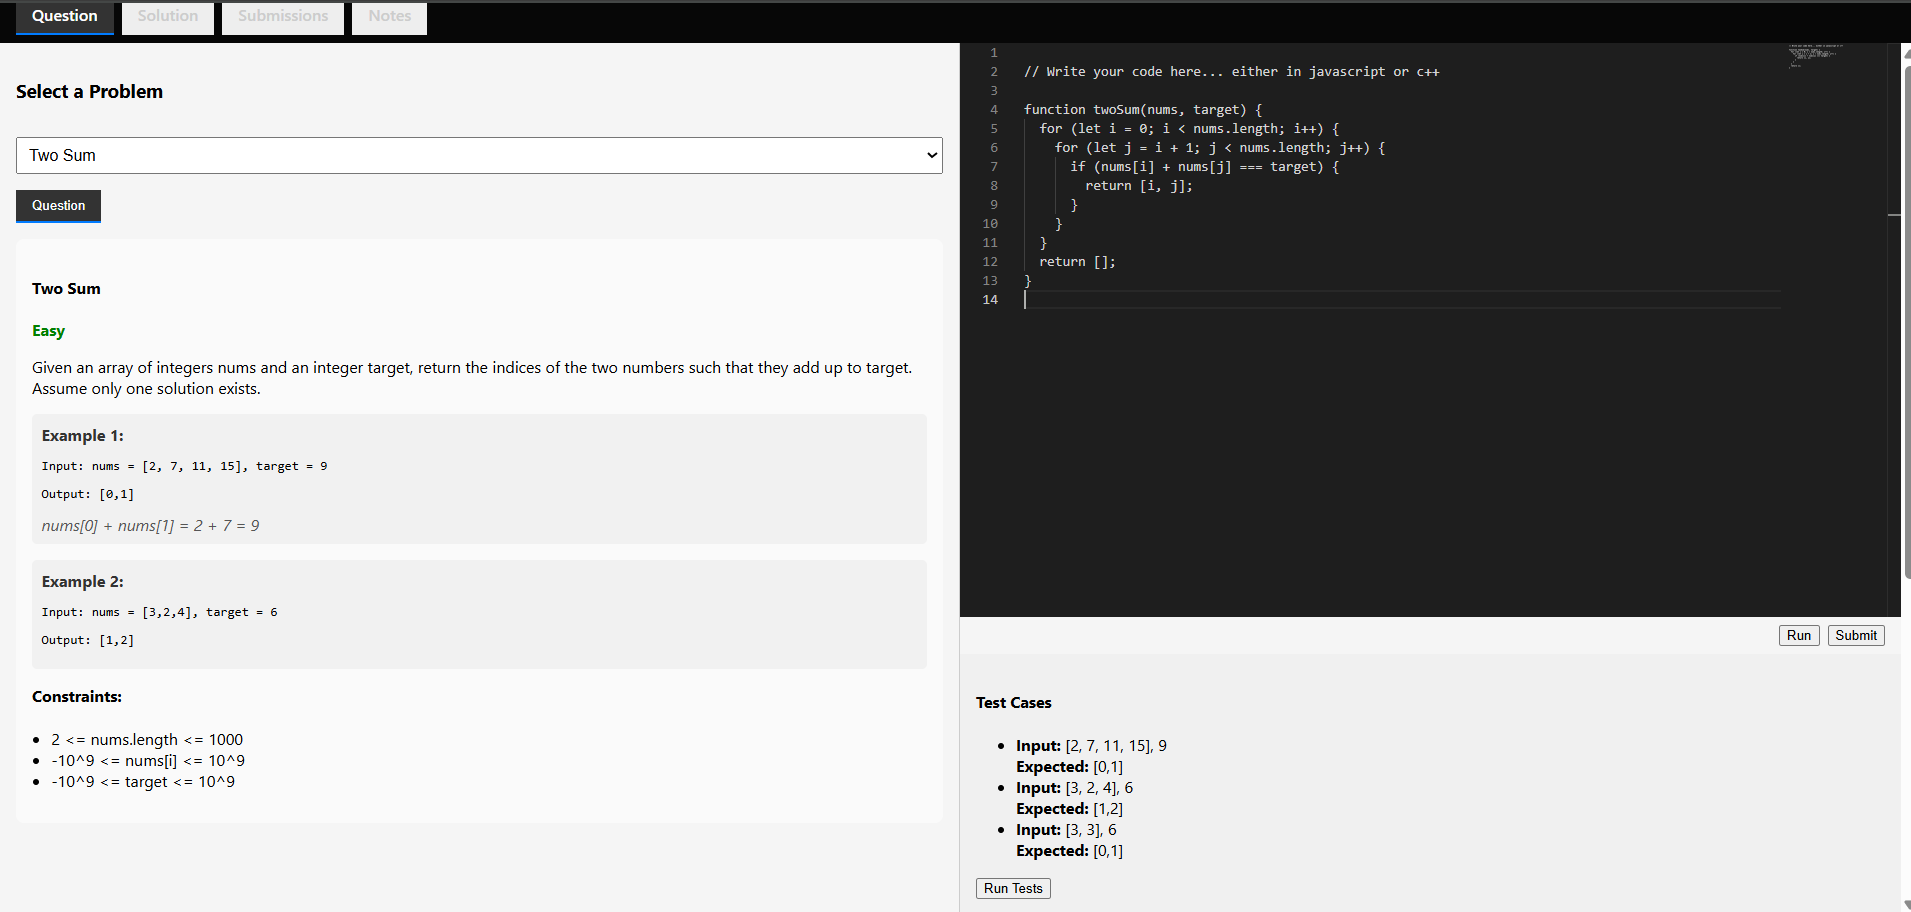 Question
Solution
Submissions
Notes
Select a Problem
Two Sum
Question
Two Sum
Easy
Given an array of integers nums and an integer target, return the indices of the two numbers such that they add up to target.
Assume only one solution exists.
Example 1:
Input: nums = [2, 7, 11, 15], target = 9
Output: [0,1]
nums[0] + nums[1] = 2 + 7 = 9
Example 2:
Input: nums = [3,2,4], target = 6
Output: [1,2]
Constraints:
2 <= nums.length <= 1000
-10^9 <= nums[i] <= 10^9
-10^9 <= target <= 10^9
1
2 // Write your code here... either in javascript or c++
3
4 function twoSum(nums, target) {
5 for (let i = 0; i < nums.length; i++) {
6 for (let j = i + 1; j < nums.length; j++) {
7 if (nums[i] + nums[j] === target) {
8 return [i, j];
9 }
10 }
11 }
12 return [];
13 }
14
Run
Submit
Test Cases
Input: [2, 7, 11, 15], 9
Expected: [0,1]
Input: [3, 2, 4], 6
Expected: [1,2]
Input: [3, 3], 6
Expected: [0,1]
Run Tests